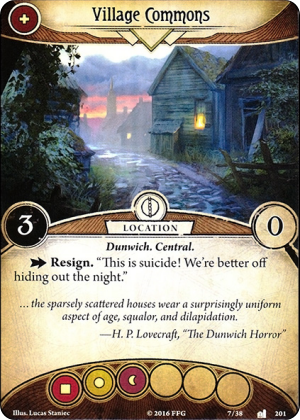 Village Commons
3
LOCATION
0
Dunwich. Central.
Resign. “This is suicide! We’re better off
hiding out the night.”
… the sparsely scattered houses wear a surprisingly uniform
aspect of age, squalor, and dilapidation.
—H. P. Lovecraft, “The Dunwich Horror”
Illus. Lucas Staniec
© 2016 FFG
7/38
201